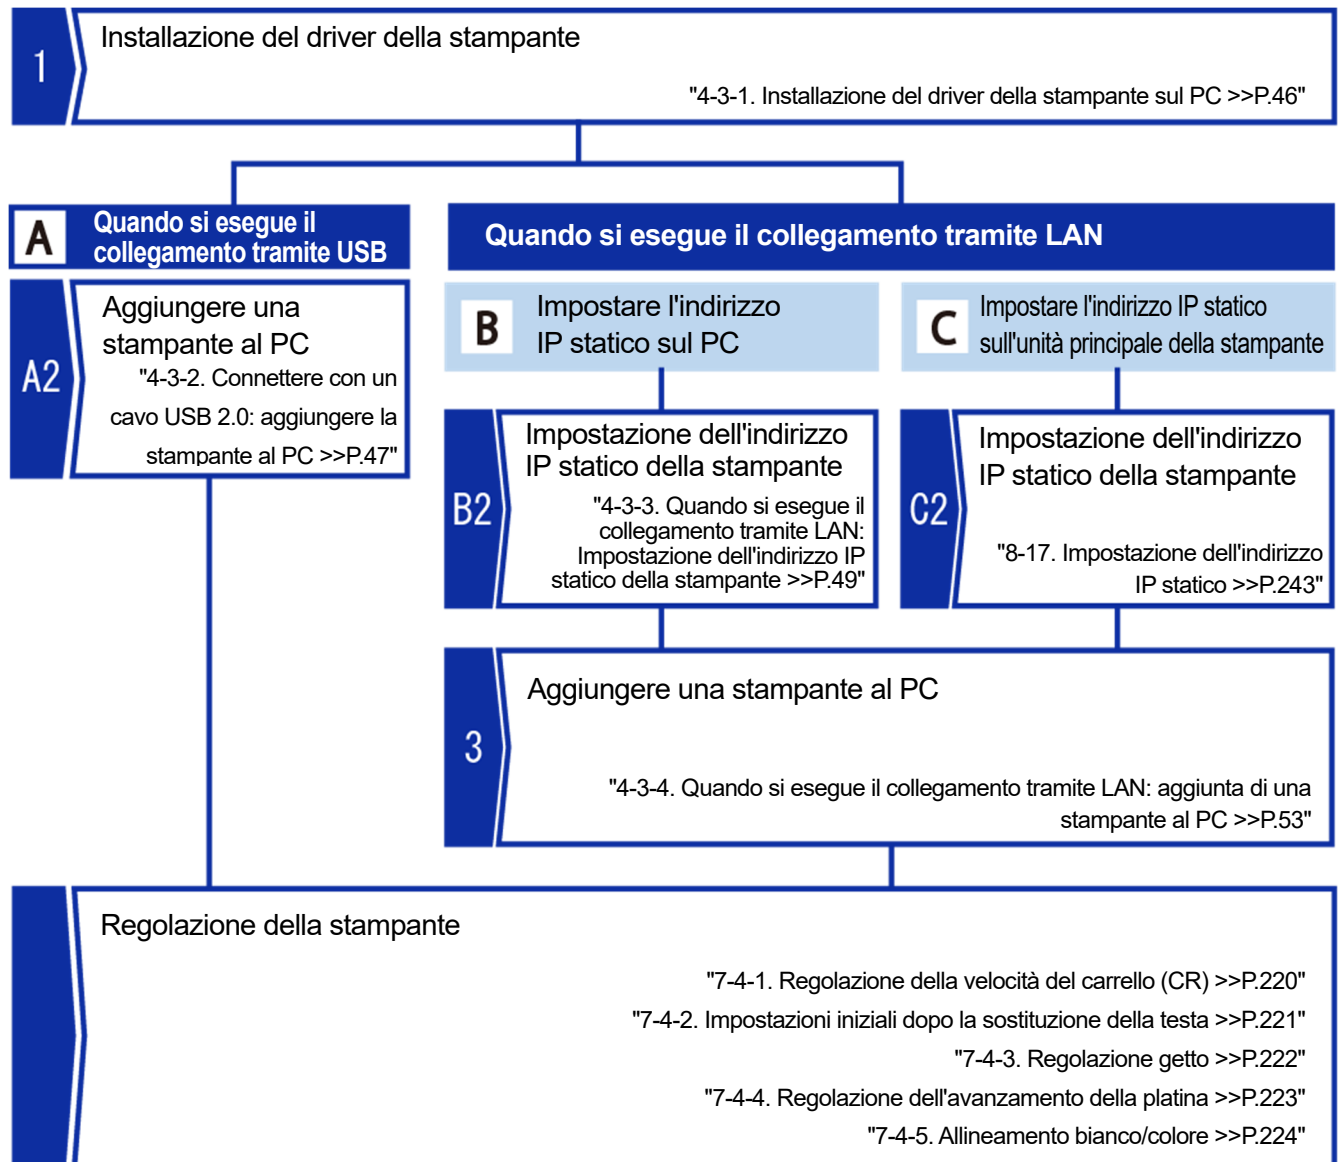 1
Installazione del driver della stampante
"4-3-1. Installazione del driver della stampante sul PC >>P.46"
A
Quando si esegue il
collegamento tramite USB
A2
Aggiungere una
stampante al PC
"4-3-2. Connettere con un
cavo USB 2.0: aggiungere la
stampante al PC >>P.47"
Quando si esegue il collegamento tramite LAN
B
Impostare l'indirizzo
IP statico sul PC
C
Impostare l'indirizzo IP statico
sull'unità principale della stampante
B2
Impostazione dell'indirizzo
IP statico della stampante
"4-3-3. Quando si esegue il
collegamento tramite LAN:
Impostazione dell'indirizzo IP
statico della stampante >>P.49"
C2
Impostazione dell'indirizzo
IP statico della stampante
"8-17. Impostazione dell'indirizzo
IP statico >>P.243"
3
Aggiungere una stampante al PC
"4-3-4. Quando si esegue il collegamento tramite LAN: aggiunta di una
stampante al PC >>P.53"
Regolazione della stampante
"7-4-1. Regolazione della velocità del carrello (CR) >>P.220"
"7-4-2. Impostazioni iniziali dopo la sostituzione della testa >>P.221"
"7-4-3. Regolazione getto >>P.222"
"7-4-4. Regolazione dell'avanzamento della platina >>P.223"
"7-4-5. Allineamento bianco/colore >>P.224"